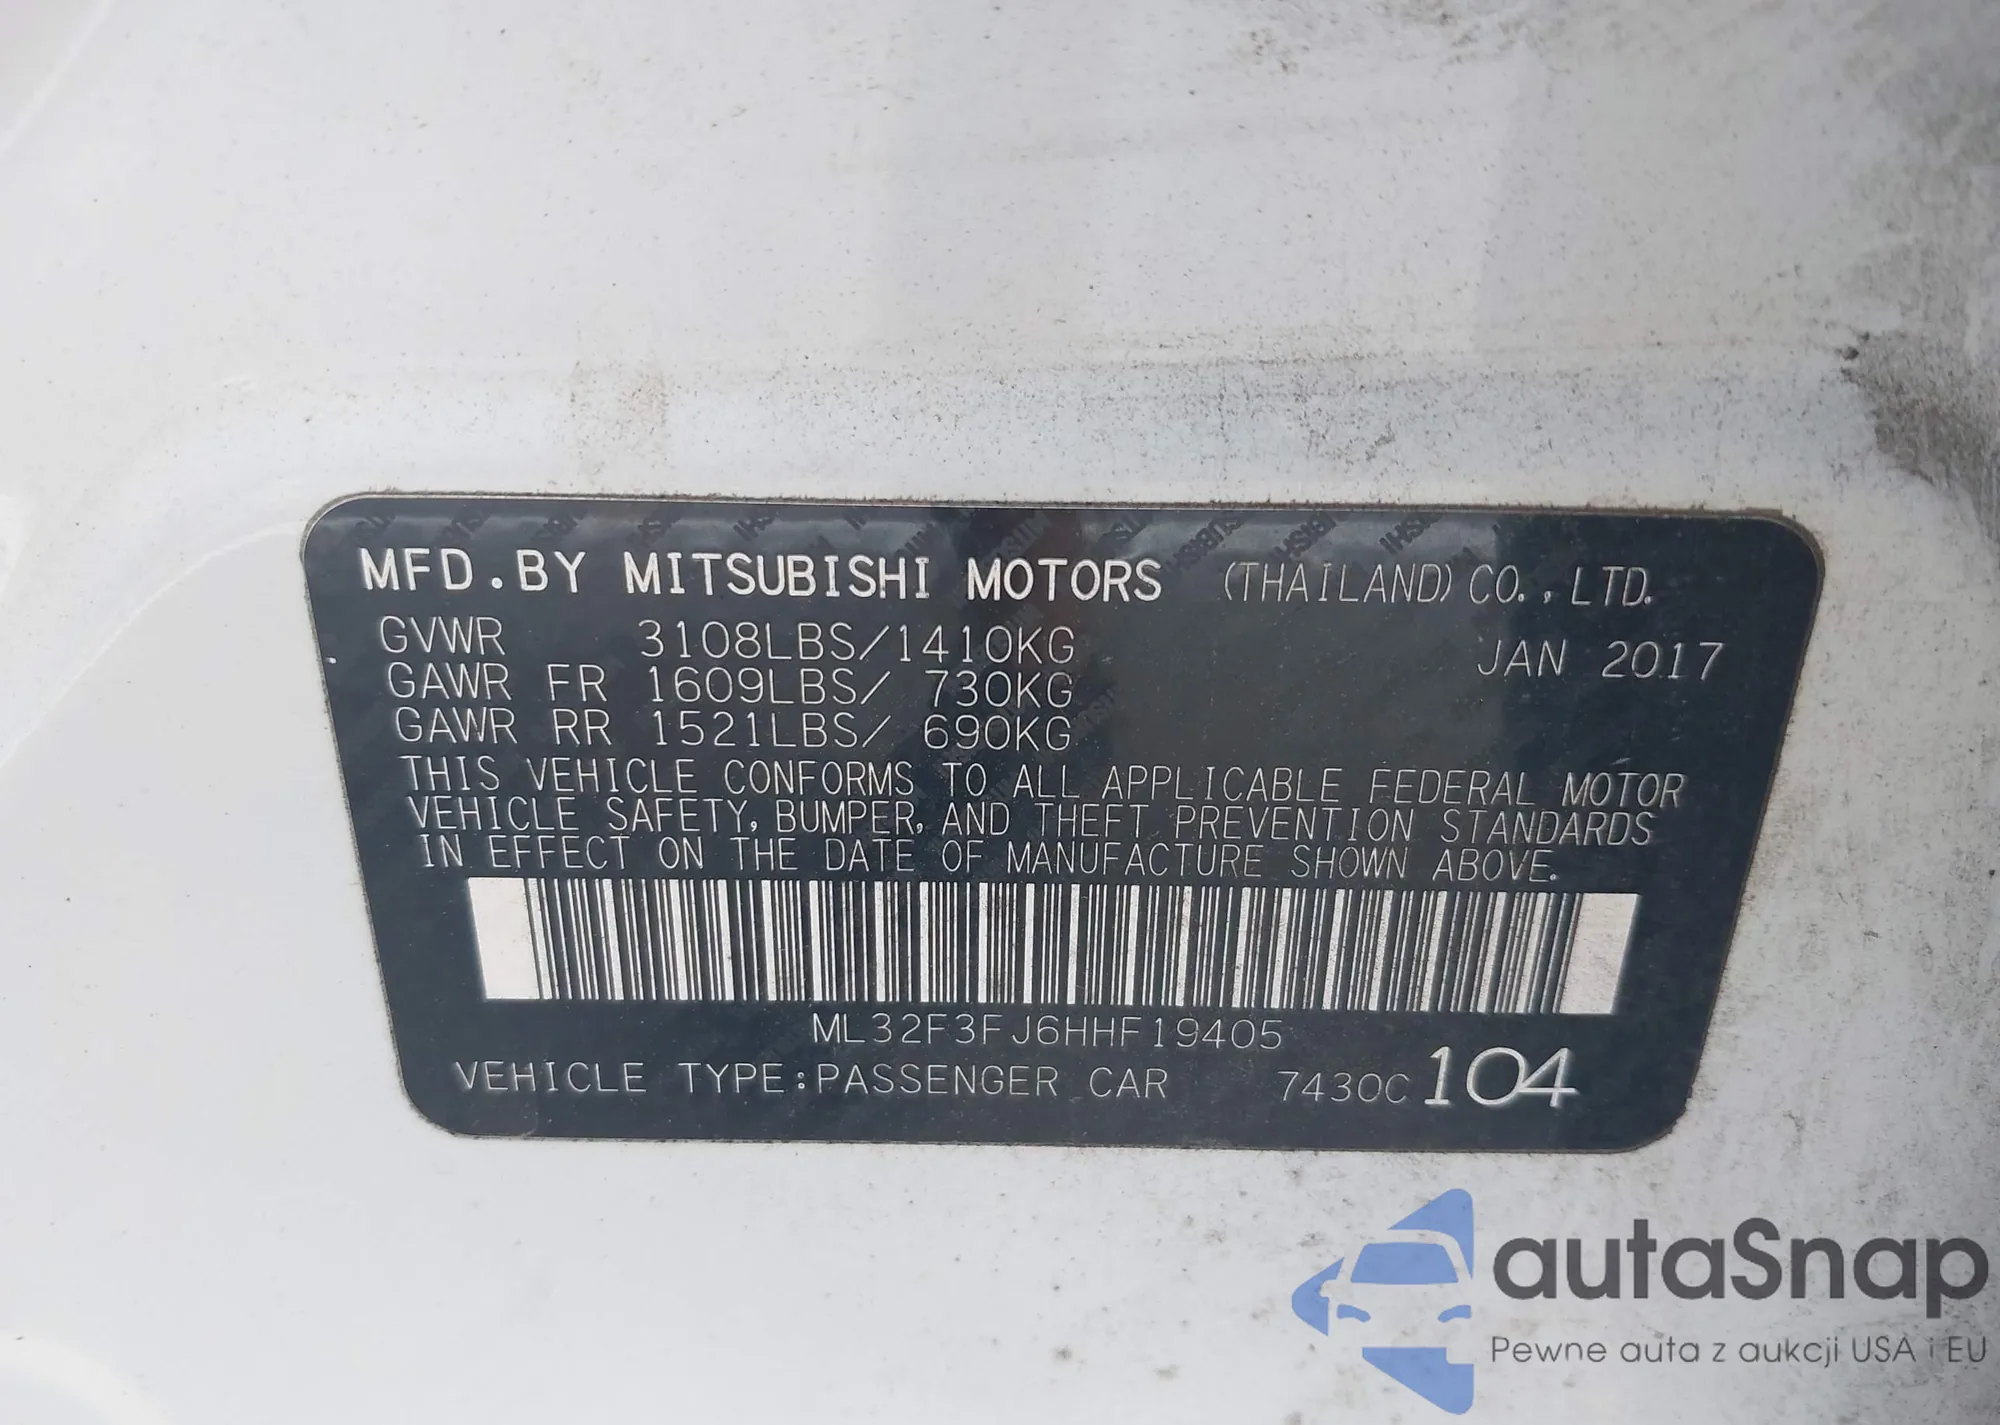 MFD.BY MITSUBISHI MOTORS (THAILAND) CO.,LTD.
GVWR 3108LBS/1410KG JAN 2017
GAWR FR 1609LBS/ 730KG
GAWR RR 1521LBS/ 690KG
THIS VEHICLE CONFORMS TO ALL APPLICABLE FEDERAL MOTOR
VEHICLE SAFETY, BUMPER, AND THEFT PREVENTION STANDARDS
IN EFFECT ON THE DATE OF MANUFACTURE SHOWN ABOVE.
ML32F3FJ6HHF19405
VEHICLE TYPE:PASSENGER CAR 7430C 104
autaSnap
Pewne auta z aukcji USA i EU